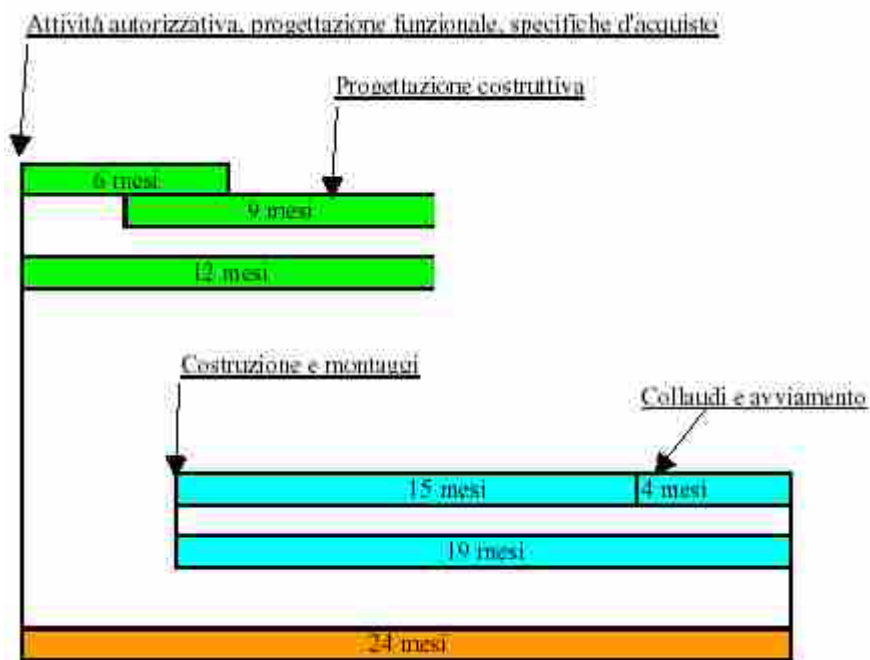 Attività autorizzativa, progettazione funzionale, specifiche d'acquisto
Progettazione costruttiva
6 mesi
9 mesi
12 mesi
Costruzione e montaggi
Collaudi e avviamento
15 mesi
4 mesi
19 mesi
24 mesi